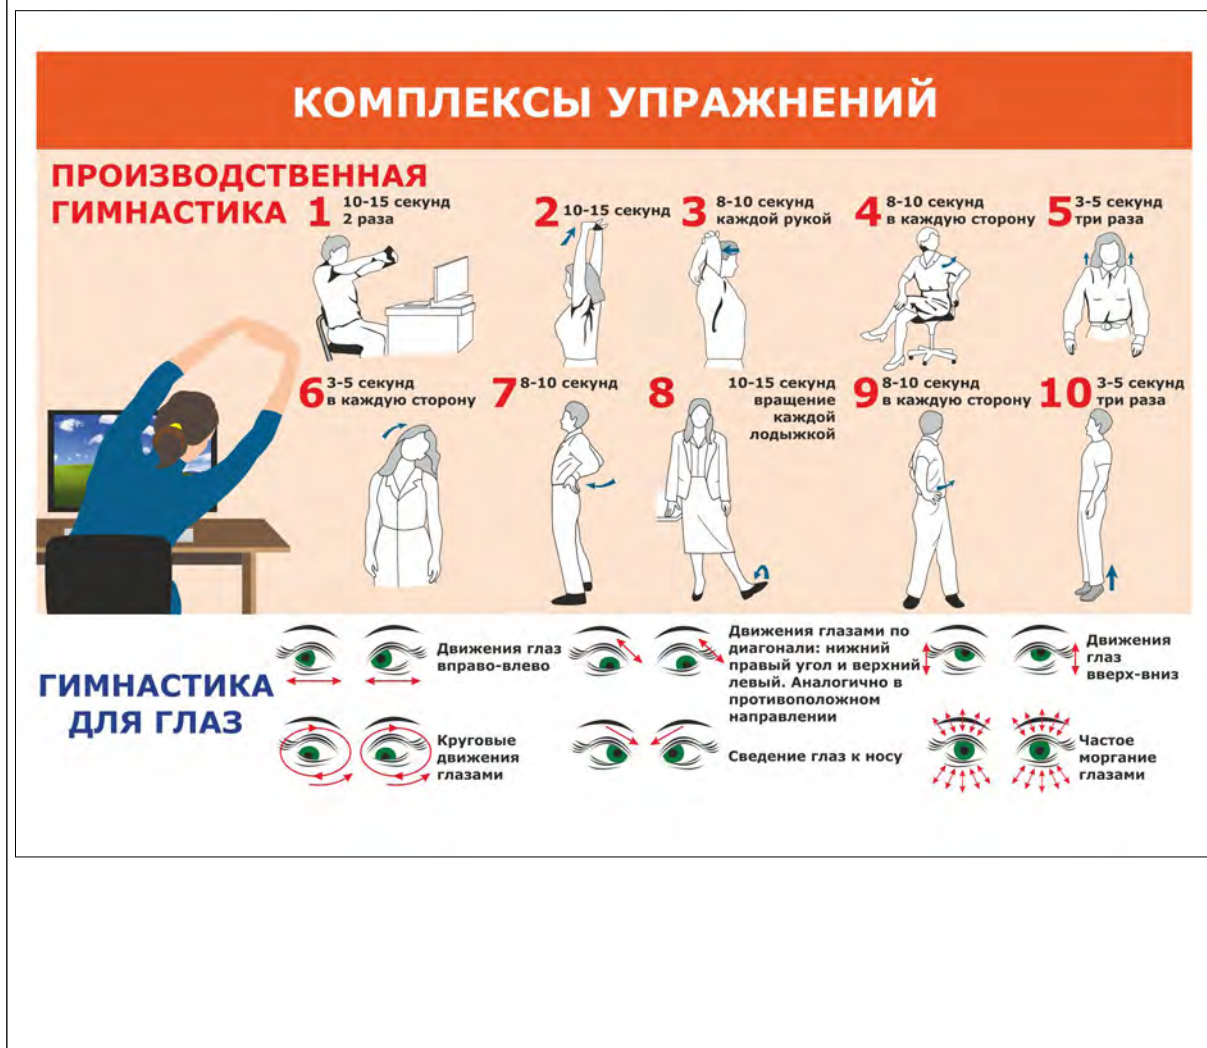 КОМПЛЕКСЫ УПРАЖНЕНИЙ
ПРОИЗВОДСТВЕННАЯ
ГИМНАСТИКА
1 10-15 секунд
2 раза
2 10-15 секунд
3 8-10 секунд
каждой рукой
4 8-10 секунд
в каждую сторону
5 3-5 секунд
три раза
6 3-5 секунд
в каждую сторону
7 8-10 секунд
8 10-15 секунд
вращение
каждой
лодыжкой
9 8-10 секунд
в каждую сторону
10 3-5 секунд
три раза
ГИМНАСТИКА
ДЛЯ ГЛАЗ
Движения глаз
вправо-влево
Движения глазами по
диагонали: нижний
правый угол и верхний
левый. Аналогично в
противоположном
направлении
Движения
глаз
вверх-вниз
Круговые
движения
глазами
Сведение глаз к носу
Частое
моргание
глазами